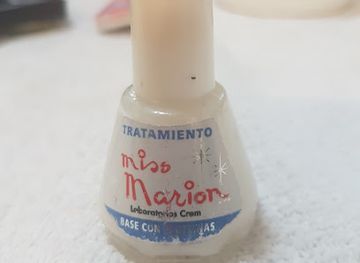 TRATAMIENTO
miss
Marion
Laboratorios Crem
BASE CON